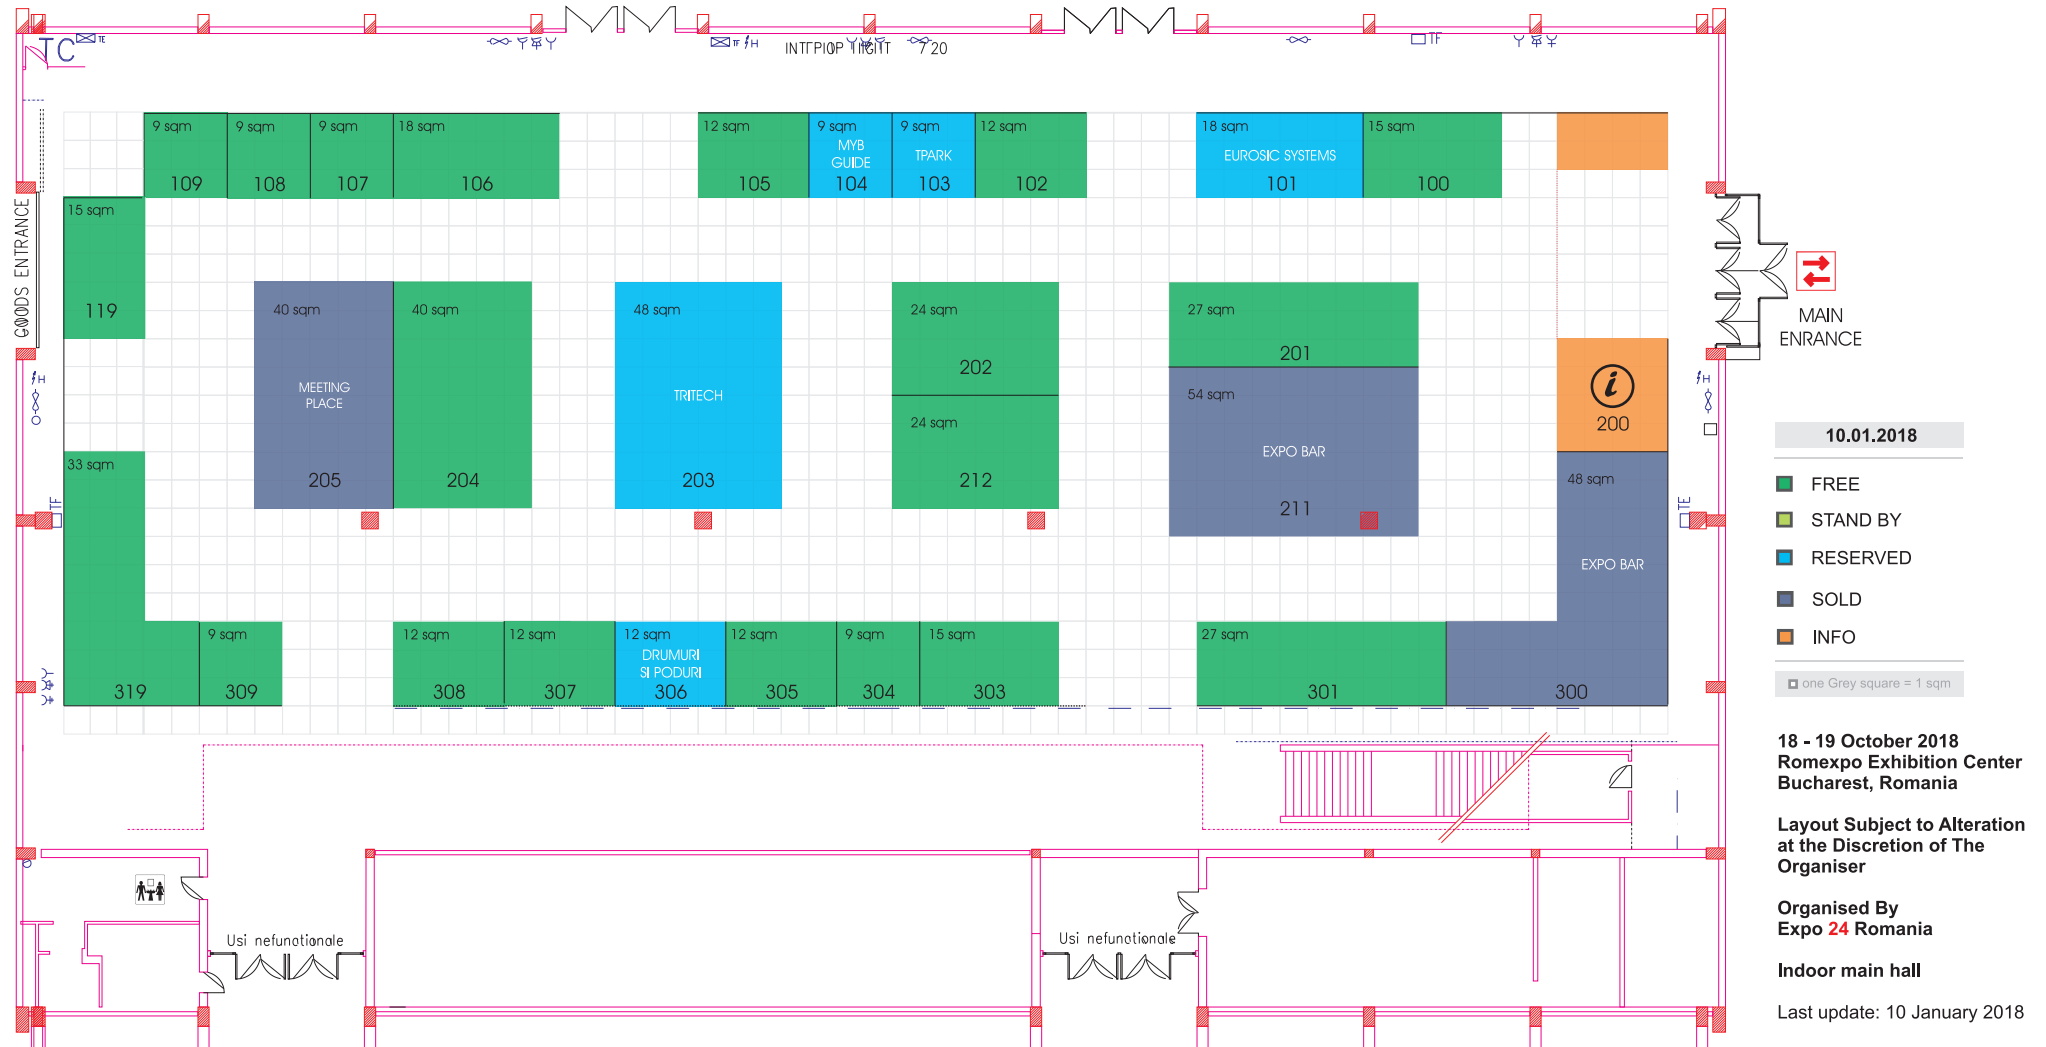 TC
TE
TF
H
7 20
TF
9 sqm
109
9 sqm
108
9 sqm
107
18 sqm
106
12 sqm
105
9 sqm
MYB
GUIDE
104
9 sqm
TPARK
103
12 sqm
102
18 sqm
EUROSIC SYSTEMS
101
15 sqm
100
15 sqm
119
GOODS ENTRANCE
40 sqm
MEETING
PLACE
205
40 sqm
204
48 sqm
TRITECH
203
24 sqm
202
24 sqm
212
27 sqm
201
54 sqm
EXPO BAR
211
i
200
MAIN
ENRANCE
H
H
33 sqm
319
TF
48 sqm
EXPO BAR
300
TE
9 sqm
309
12 sqm
308
12 sqm
307
12 sqm
DRUMURI
SI PODURI
306
12 sqm
305
9 sqm
304
15 sqm
303
27 sqm
301
Usi nefunctionale
Usi nefunctionale
10.01.2018
FREE
STAND BY
RESERVED
SOLD
INFO
one Grey square = 1 sqm
18 - 19 October 2018
Romexpo Exhibition Center
Bucharest, Romania
Layout Subject to Alteration
at the Discretion of The
Organiser
Organised By
Expo 24 Romania
Indoor main hall
Last update: 10 January 2018